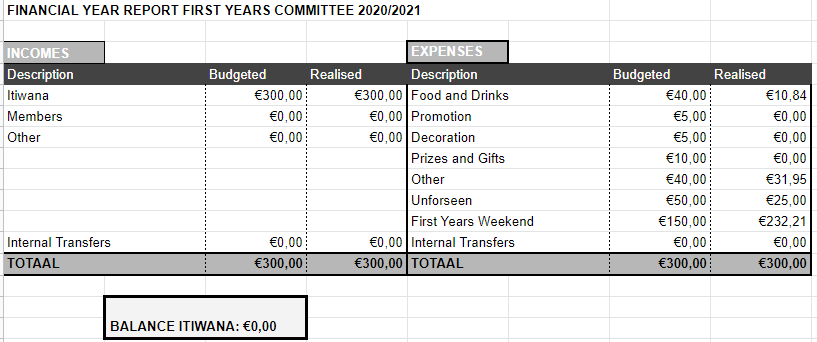 FINANCIAL YEAR REPORT FIRST YEARS COMMITTEE 2020/2021
INCOMES EXPENSES
Description Budgeted Realised Description Budgeted Realised
Itiwana €300,00 €300,00 Food and Drinks €40,00 €10,84
Members €0,00 €0,00 Promotion €5,00 €0,00
Other €0,00 €0,00 Decoration €5,00 €0,00
Prizes and Gifts €10,00 €0,00
Other €40,00 €31,95
Unforseen €50,00 €25,00
First Years Weekend €150,00 €232,21
Internal Transfers €0,00 €0,00 Internal Transfers €0,00 €0,00
TOTAAL €300,00 €300,00 TOTAAL €300,00 €300,00
BALANCE ITIWANA: €0,00